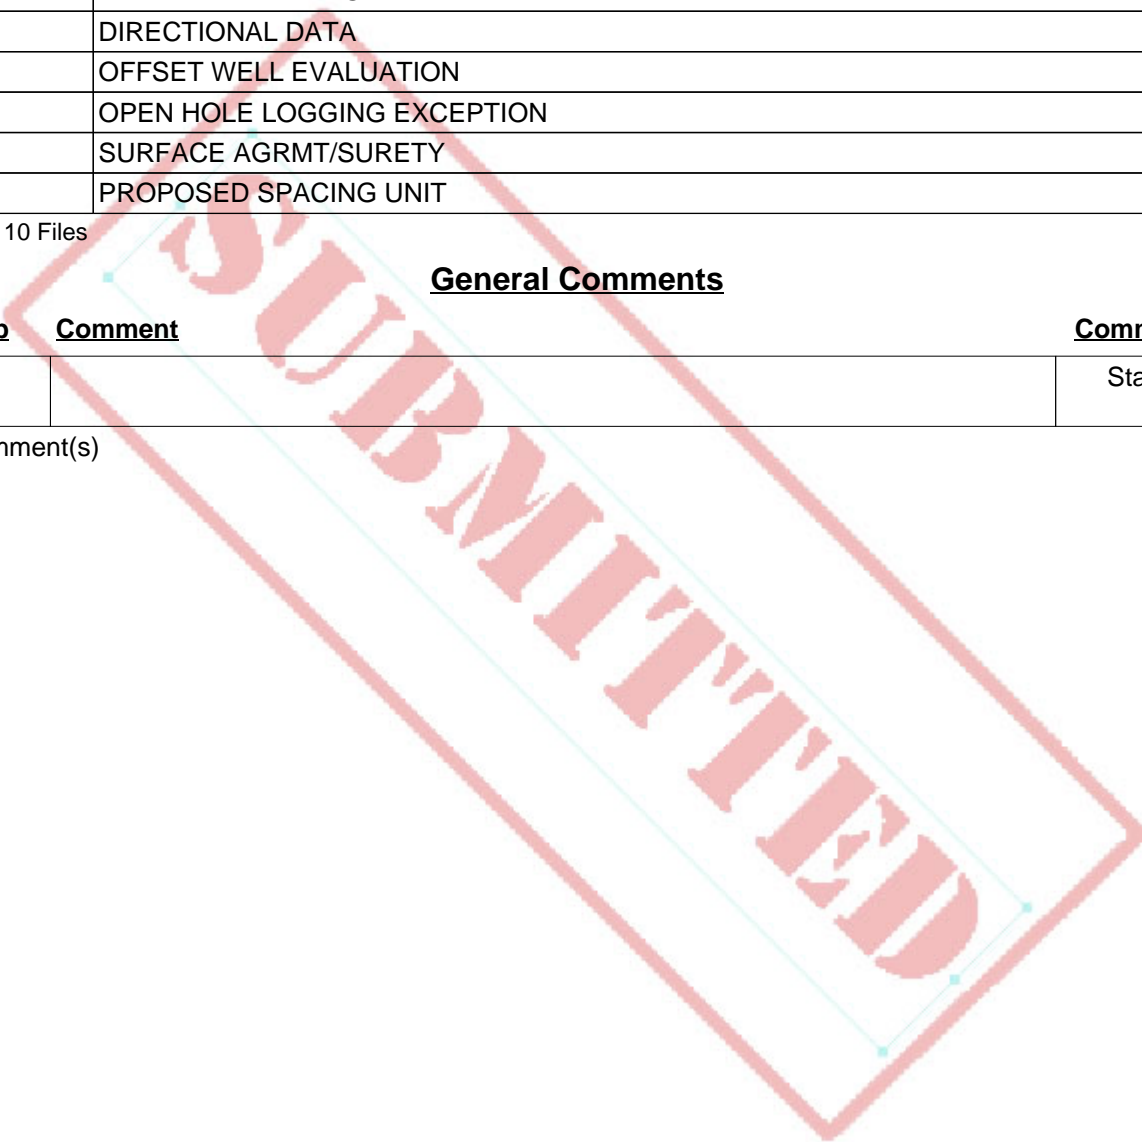 DIRECTIONAL DATA
OFFSET WELL EVALUATION
OPEN HOLE LOGGING EXCEPTION
SURFACE AGRMT/SURETY
PROPOSED SPACING UNIT
10 Files
General Comments
Comment
SUBMITTED